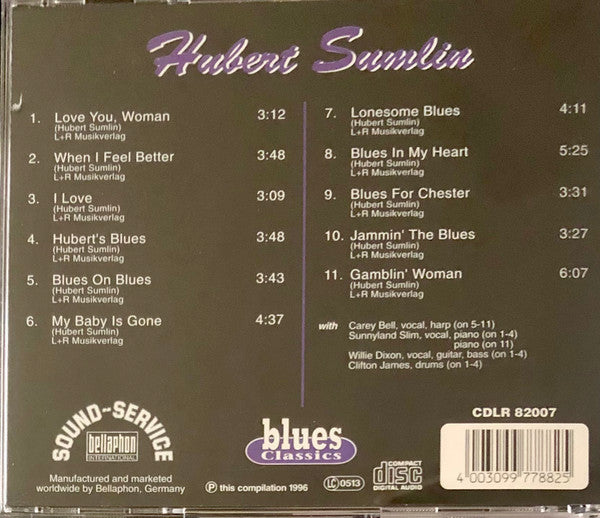 Hubert Sumlin
1. Love You, Woman 3:12
(Hubert Sumlin)
L+R Musikverlag
2. When I Feel Better 3:48
(Hubert Sumlin)
L+R Musikverlag
3. I Love 3:09
(Hubert Sumlin)
L+R Musikverlag
4. Hubert's Blues 3:48
(Hubert Sumlin)
L+R Musikverlag
5. Blues On Blues 3:43
(Hubert Sumlin)
L+R Musikverlag
6. My Baby Is Gone 4:37
(Hubert Sumlin)
L+R Musikverlag
7. Lonesome Blues 4:11
(Hubert Sumlin)
L+R Musikverlag
8. Blues In My Heart 5:25
(Hubert Sumlin)
L+R Musikverlag
9. Blues For Chester 3:31
(Hubert Sumlin)
L+R Musikverlag
10. Jammin' The Blues 3:27
(Hubert Sumlin)
L+R Musikverlag
11. Gamblin' Woman 6:07
(Hubert Sumlin)
L+R Musikverlag
with Carey Bell, vocal, harp (on 5-11)
Sunnyland Slim, vocal, piano (on 1-4)
piano (on 11)
Willie Dixon, vocal, guitar, bass (on 1-4)
Clifton James, drums (on 1-4)
SOUND-SERVICE
bellaphon
INTERNATIONAL
Manufactured and marketed
worldwide by Bellaphon, Germany
blues
Classics
℗ this compilation 1996
LC 0513
COMPACT
disc
DIGITAL AUDIO
CDLR 82007
4 003099 778825